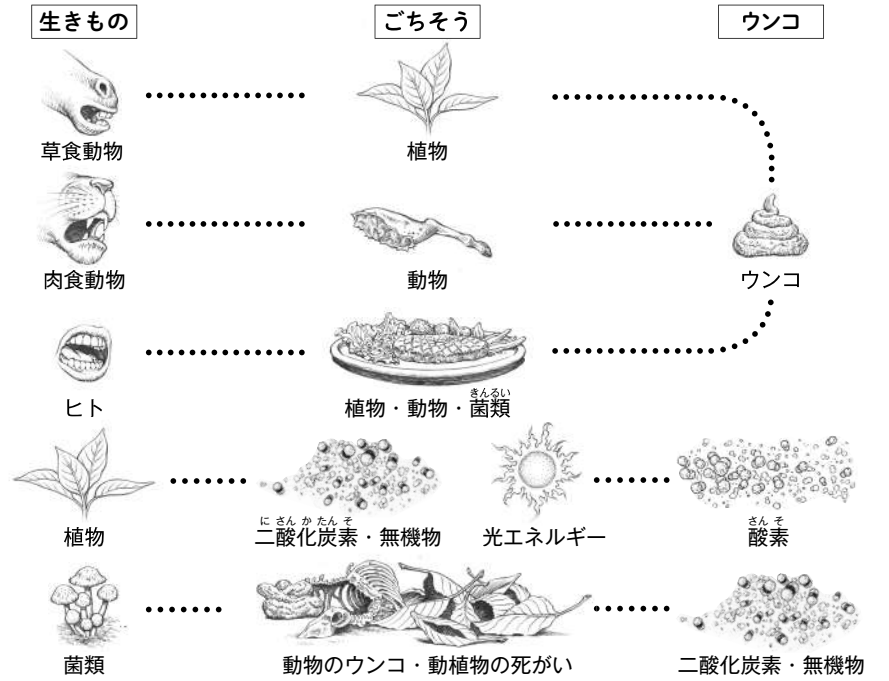 生きもの
ごちそう
ウンコ
草食動物
植物
肉食動物
動物
ウンコ
ヒト
きんるい
植物・動物・菌類
植物
に さん か たん そ
二酸化炭素・無機物
光エネルギー
さん そ
酸素
菌類
動物のウンコ・動植物の死がい
二酸化炭素・無機物